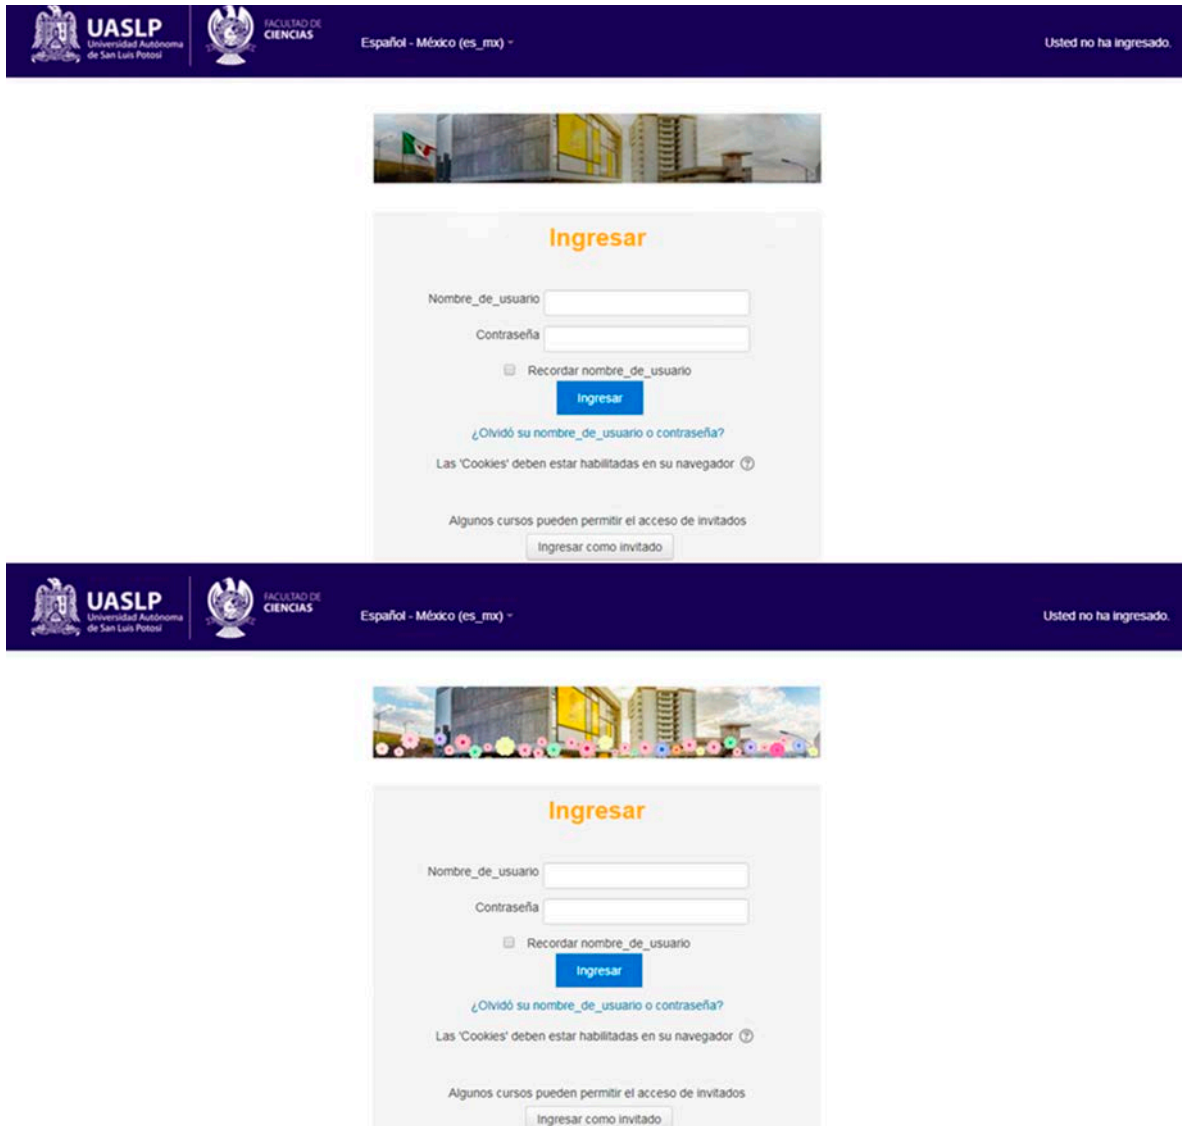 UASLP
Universidad Autónoma
de San Luis Potosí
FACULTAD DE
CIENCIAS
Español - México (es_mx)
Usted no ha ingresado.
Ingresar
Nombre_de_usuario
Contraseña
Recordar nombre_de_usuario
Ingresar
¿Olvidó su nombre_de_usuario o contraseña?
Las 'Cookies' deben estar habilitadas en su navegador ?
Algunos cursos pueden permitir el acceso de invitados
Ingresar como invitado
UASLP
Universidad Autónoma
de San Luis Potosí
FACULTAD DE
CIENCIAS
Español - México (es_mx)
Usted no ha ingresado.
Ingresar
Nombre_de_usuario
Contraseña
Recordar nombre_de_usuario
Ingresar
¿Olvidó su nombre_de_usuario o contraseña?
Las 'Cookies' deben estar habilitadas en su navegador ?
Algunos cursos pueden permitir el acceso de invitados
Ingresar como invitado